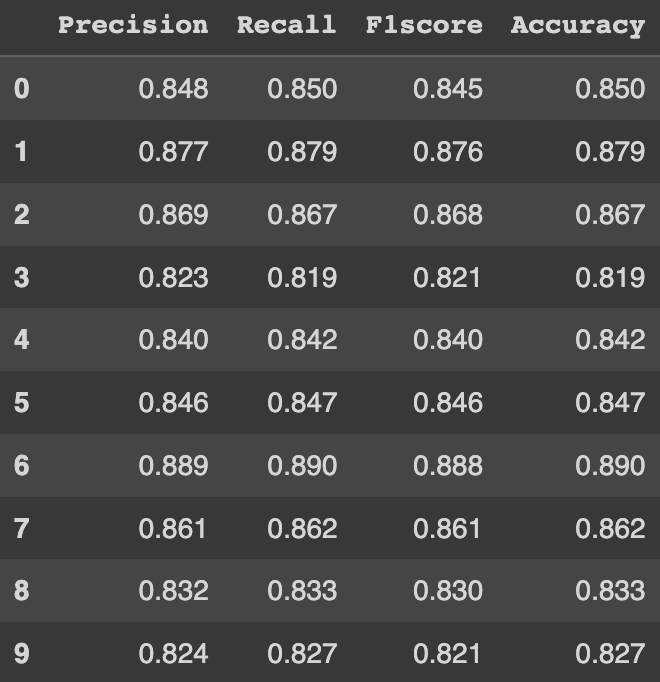 Precision Recall F1score Accuracy
0 0.848 0.850 0.845 0.850
1 0.877 0.879 0.876 0.879
2 0.869 0.867 0.868 0.867
3 0.823 0.819 0.821 0.819
4 0.840 0.842 0.840 0.842
5 0.846 0.847 0.846 0.847
6 0.889 0.890 0.888 0.890
7 0.861 0.862 0.861 0.862
8 0.832 0.833 0.830 0.833
9 0.824 0.827 0.821 0.827